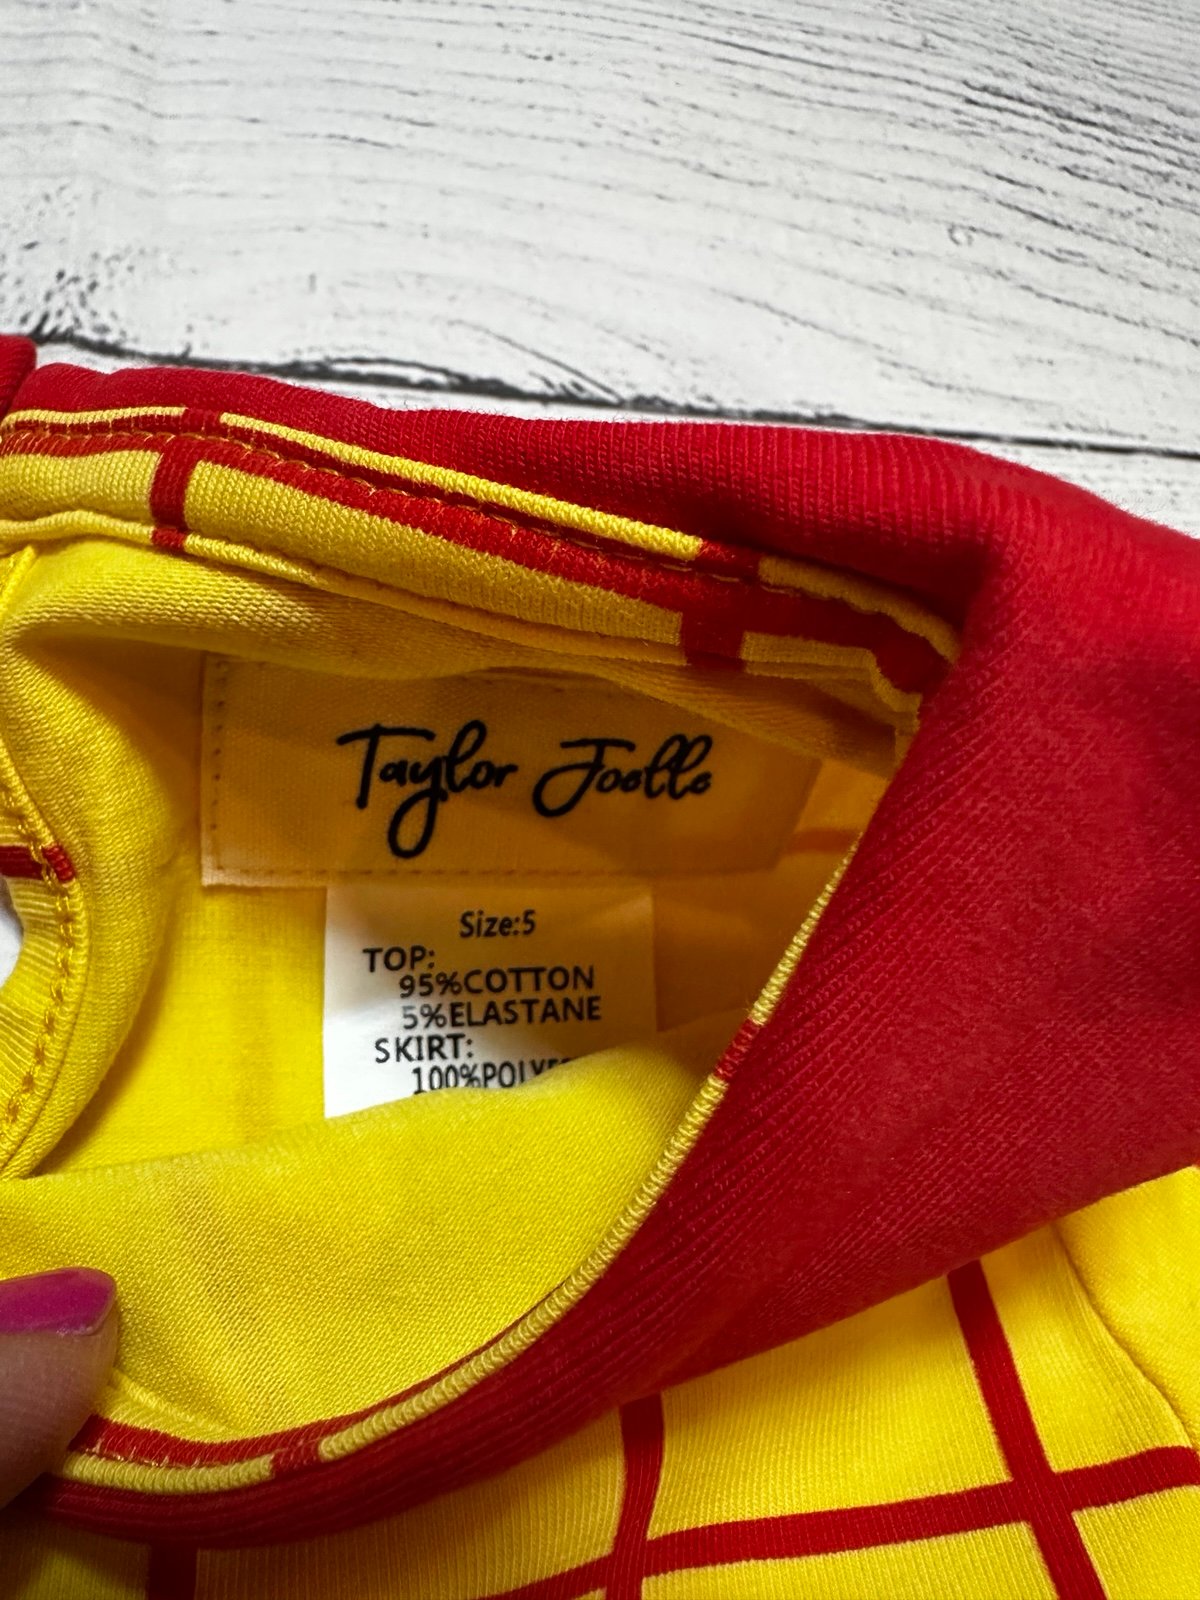 Taylor Joelle
Size:5
TOP:
95%COTTON
5%ELASTANE
SKIRT: